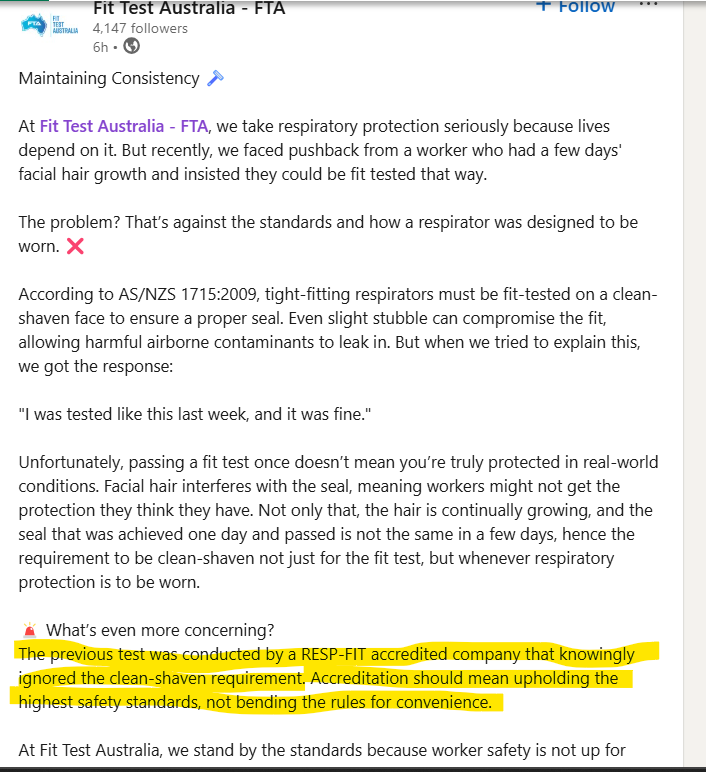 Fit Test Australia - FTA
+ Follow
...
FTA
FIT
TEST
AUSTRALIA
4,147 followers
6h •
Maintaining Consistency
At Fit Test Australia - FTA, we take respiratory protection seriously because lives
depend on it. But recently, we faced pushback from a worker who had a few days'
facial hair growth and insisted they could be fit tested that way.
The problem? That’s against the standards and how a respirator was designed to be
worn. ❌
According to AS/NZS 1715:2009, tight-fitting respirators must be fit-tested on a clean-
shaven face to ensure a proper seal. Even slight stubble can compromise the fit,
allowing harmful airborne contaminants to leak in. But when we tried to explain this,
we got the response:
"I was tested like this last week, and it was fine."
Unfortunately, passing a fit test once doesn’t mean you’re truly protected in real-world
conditions. Facial hair interferes with the seal, meaning workers might not get the
protection they think they have. Not only that, the hair is continually growing, and the
seal that was achieved one day and passed is not the same in a few days, hence the
requirement to be clean-shaven not just for the fit test, but whenever respiratory
protection is to be worn.
🚨 What’s even more concerning?
The previous test was conducted by a RESP-FIT accredited company that knowingly
ignored the clean-shaven requirement. Accreditation should mean upholding the
highest safety standards, not bending the rules for convenience.
At Fit Test Australia, we stand by the standards because worker safety is not up for